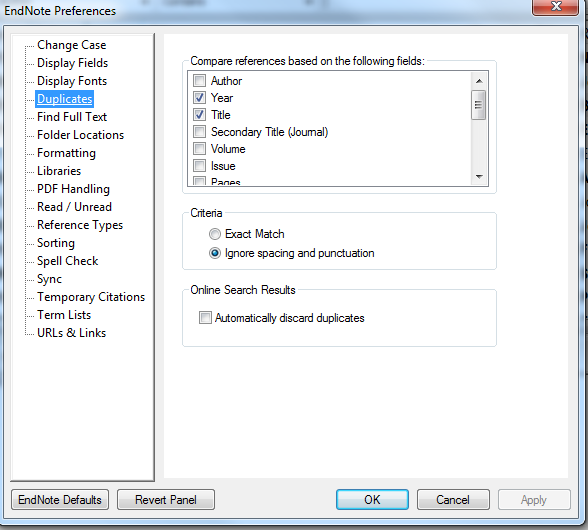 EndNote Preferences
Change Case
Display Fields
Display Fonts
Duplicates
Find Full Text
Folder Locations
Formatting
Libraries
PDF Handling
Read / Unread
Reference Types
Sorting
Spell Check
Sync
Temporary Citations
Term Lists
URLs & Links
Compare references based on the following fields:
Author
Year
Title
Secondary Title (Journal)
Volume
Issue
Pages
Criteria
Exact Match
Ignore spacing and punctuation
Online Search Results
Automatically discard duplicates
EndNote Defaults
Revert Panel
OK
Cancel
Apply